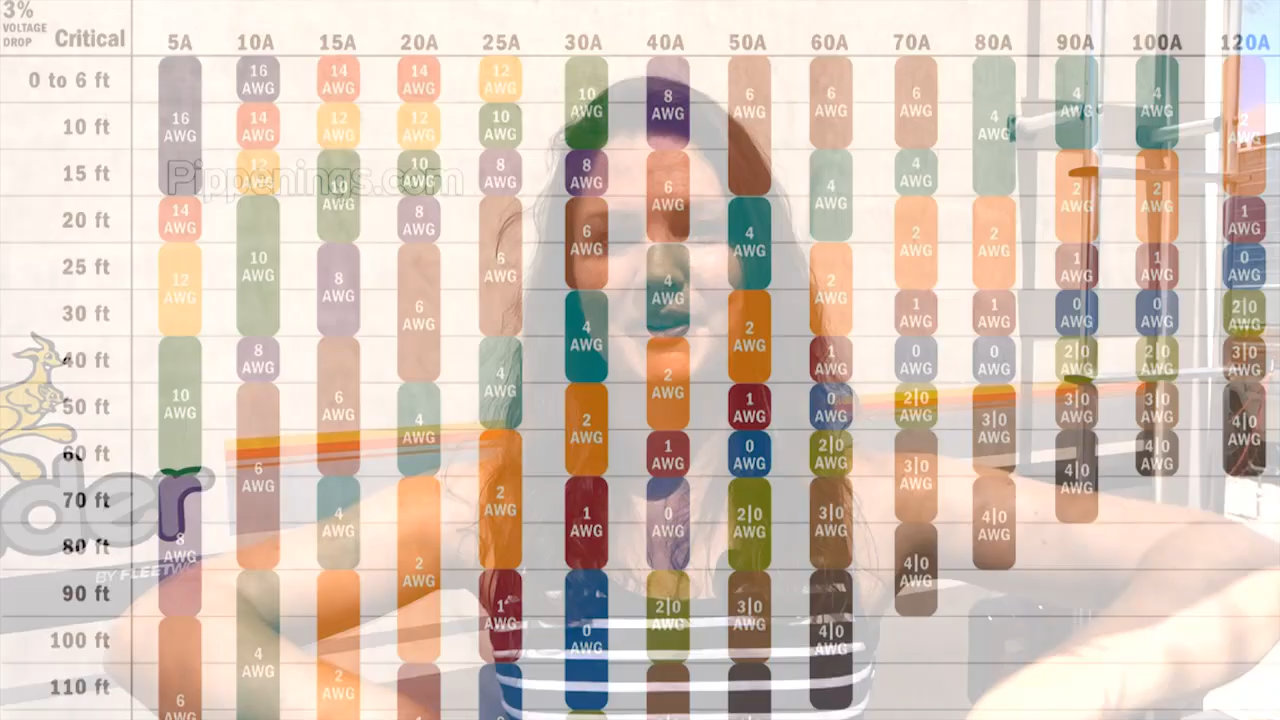 3%
VOLTAGE
DROP
Critical 5A 10A 15A 20A 25A 30A 40A 50A 60A 70A 80A 90A 100A 120A
0 to 6 ft 16 AWG 14 AWG 14 AWG 12 AWG 10 AWG 8 AWG 6 AWG 6 AWG 6 AWG 4 AWG 4 AWG
10 ft 16 AWG 14 AWG 12 AWG 12 AWG 10 AWG 4 AWG 2 AWG
15 ft 12 AWG 10 AWG 10 AWG 8 AWG 8 AWG 6 AWG 4 AWG 4 AWG 2 AWG 2 AWG
Pippenings.com
20 ft 14 AWG 8 AWG 6 AWG 4 AWG 2 AWG 2 AWG 1 AWG
25 ft 12 AWG 10 AWG 8 AWG 6 AWG 4 AWG 2 AWG 1 AWG 1 AWG 0 AWG
30 ft 6 AWG 4 AWG 2 AWG 1 AWG 1 AWG 0 AWG 0 AWG 2|0 AWG
40 ft 8 AWG 4 AWG 2 AWG 1 AWG 0 AWG 0 AWG 2|0 AWG 2|0 AWG 3|0 AWG
50 ft 10 AWG 6 AWG 4 AWG 2 AWG 1 AWG 0 AWG 2|0 AWG 3|0 AWG 3|0 AWG 3|0 AWG 4|0 AWG
60 ft 6 AWG 1 AWG 0 AWG 2|0 AWG 3|0 AWG 4|0 AWG 4|0 AWG
70 ft 4 AWG 2 AWG 1 AWG 0 AWG 2|0 AWG 3|0 AWG 4|0 AWG
der
80 ft 8 AWG 2 AWG 4|0 AWG
BY FLEETW
90 ft 1 AWG 2|0 AWG 3|0 AWG
100 ft 4 AWG 0 AWG 4|0 AWG
110 ft 6 AWG 2 AWG